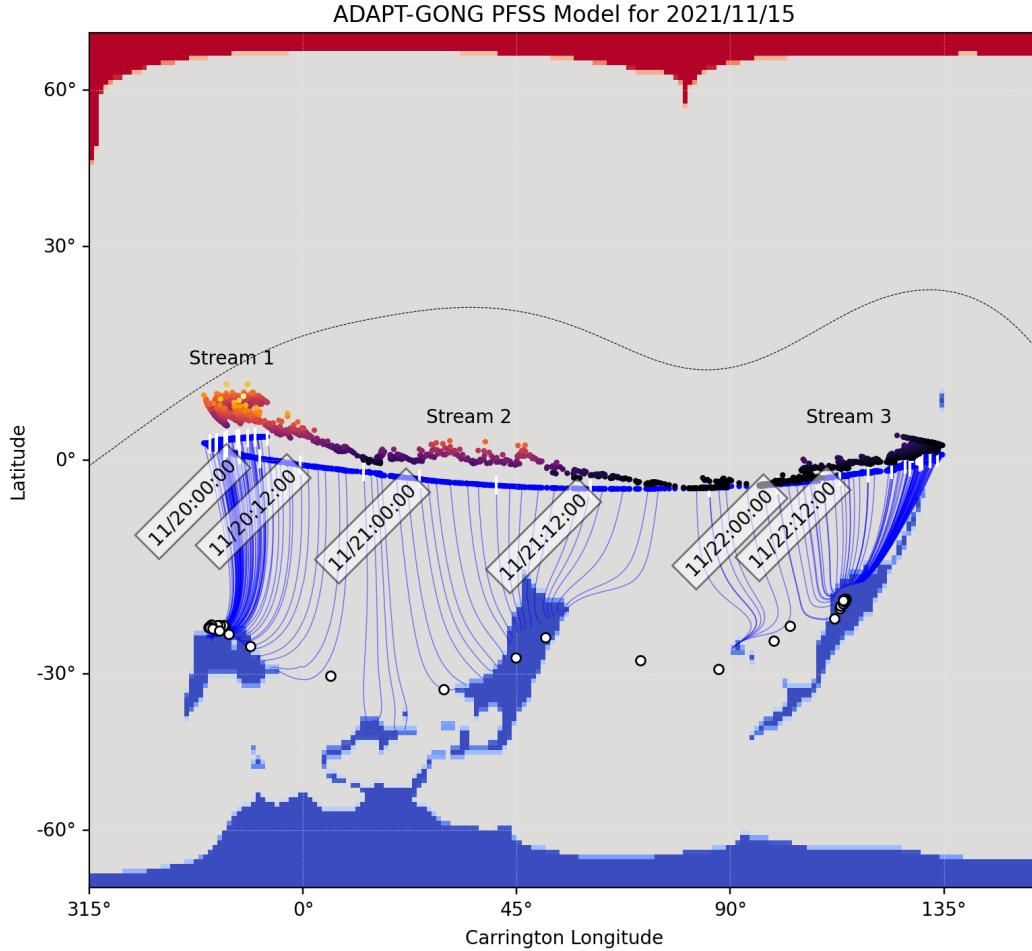 ADAPT-GONG PFSS Model for 2021/11/15
60°
30°
Stream 1
Stream 2
Stream 3
Latitude
0°
11/20:00:00
11/20:12:00
11/21:00:00
11/21:12:00
11/22:00:00
11/22:12:00
-30°
-60°
315°
0°
45°
90°
135°
Carrington Longitude